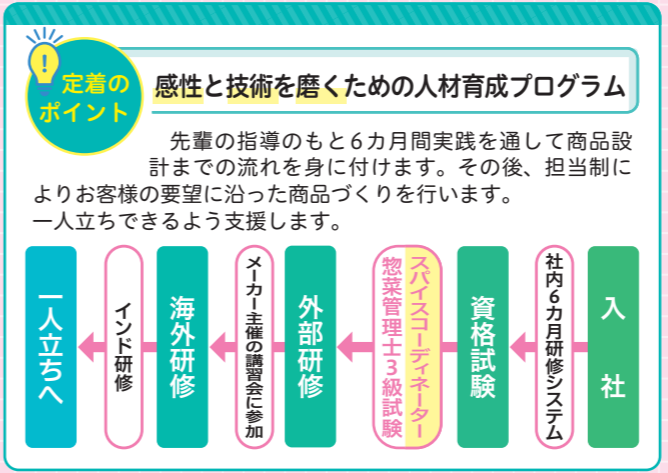 定着の
ポイント
感性と技術を磨くための人材育成プログラム
先輩の指導のもと6カ月間実践を通して商品設
計までの流れを身に付けます。その後、担当制に
よりお客様の要望に沿った商品づくりを行います。
一人立ちできるよう支援します。
入社
社内6カ月研修システム
資格試験
スパイスコーディネーター
惣菜管理士3級試験
外部研修
メーカー主催の講習会に参加
海外研修
インド研修
一人立ちへ